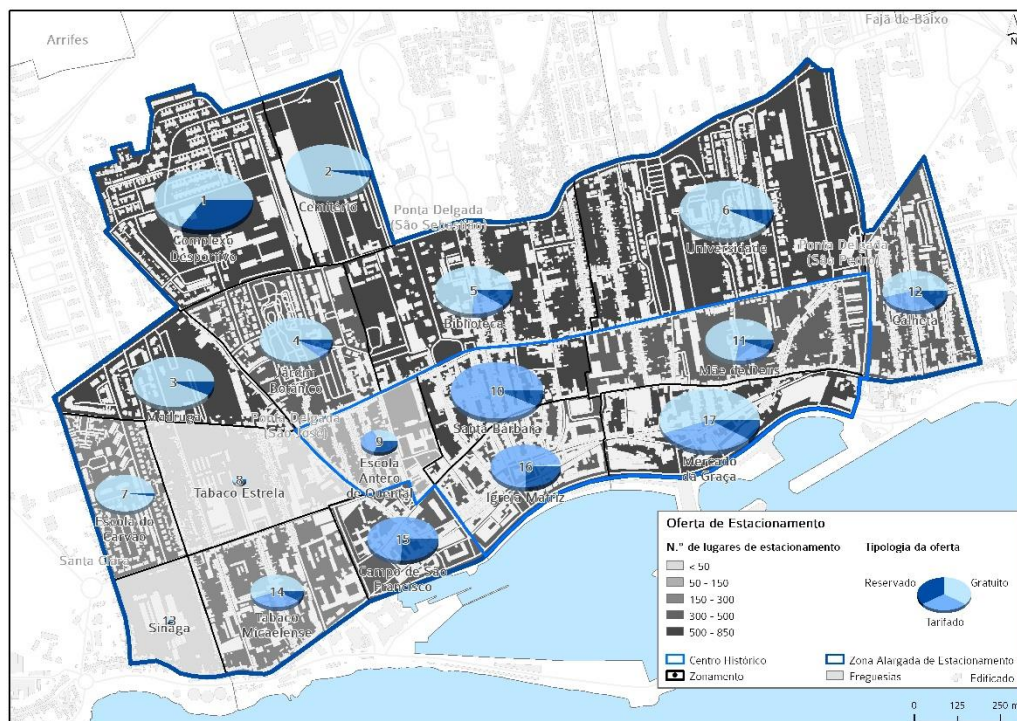 Arrifes
Fajã de Baixo
N
1
Complexo
Desportivo
2
Cemitério
Ponta Delgada
(São Sebastião)
6
Universidade
Ponta Delgada
(São Pedro)
5
Biblioteca
12
Calheta
4
Jardim
Botânico
11
Mãe de Deus
3
Madruga
10
Santa Bárbara
Ponta Delgada
(São José)
17
Mercado
da Graça
9
Escola
Antero
de Quental
16
Igreja Matriz
8
Tabaco Estrela
7
Escola do
Carvão
15
Campo de São
Francisco
Santa Clara
14
Tabaco
Micaelense
13
Sinaga
Oferta de Estacionamento
N.º de lugares de estacionamento
< 50
50 - 150
150 - 300
300 - 500
500 - 850
Tipologia da oferta
Reservado
Gratuito
Tarifado
Centro Histórico
Zona Alargada de Estacionamento
Zonamento
Freguesias
Edificado
0 125 250 m